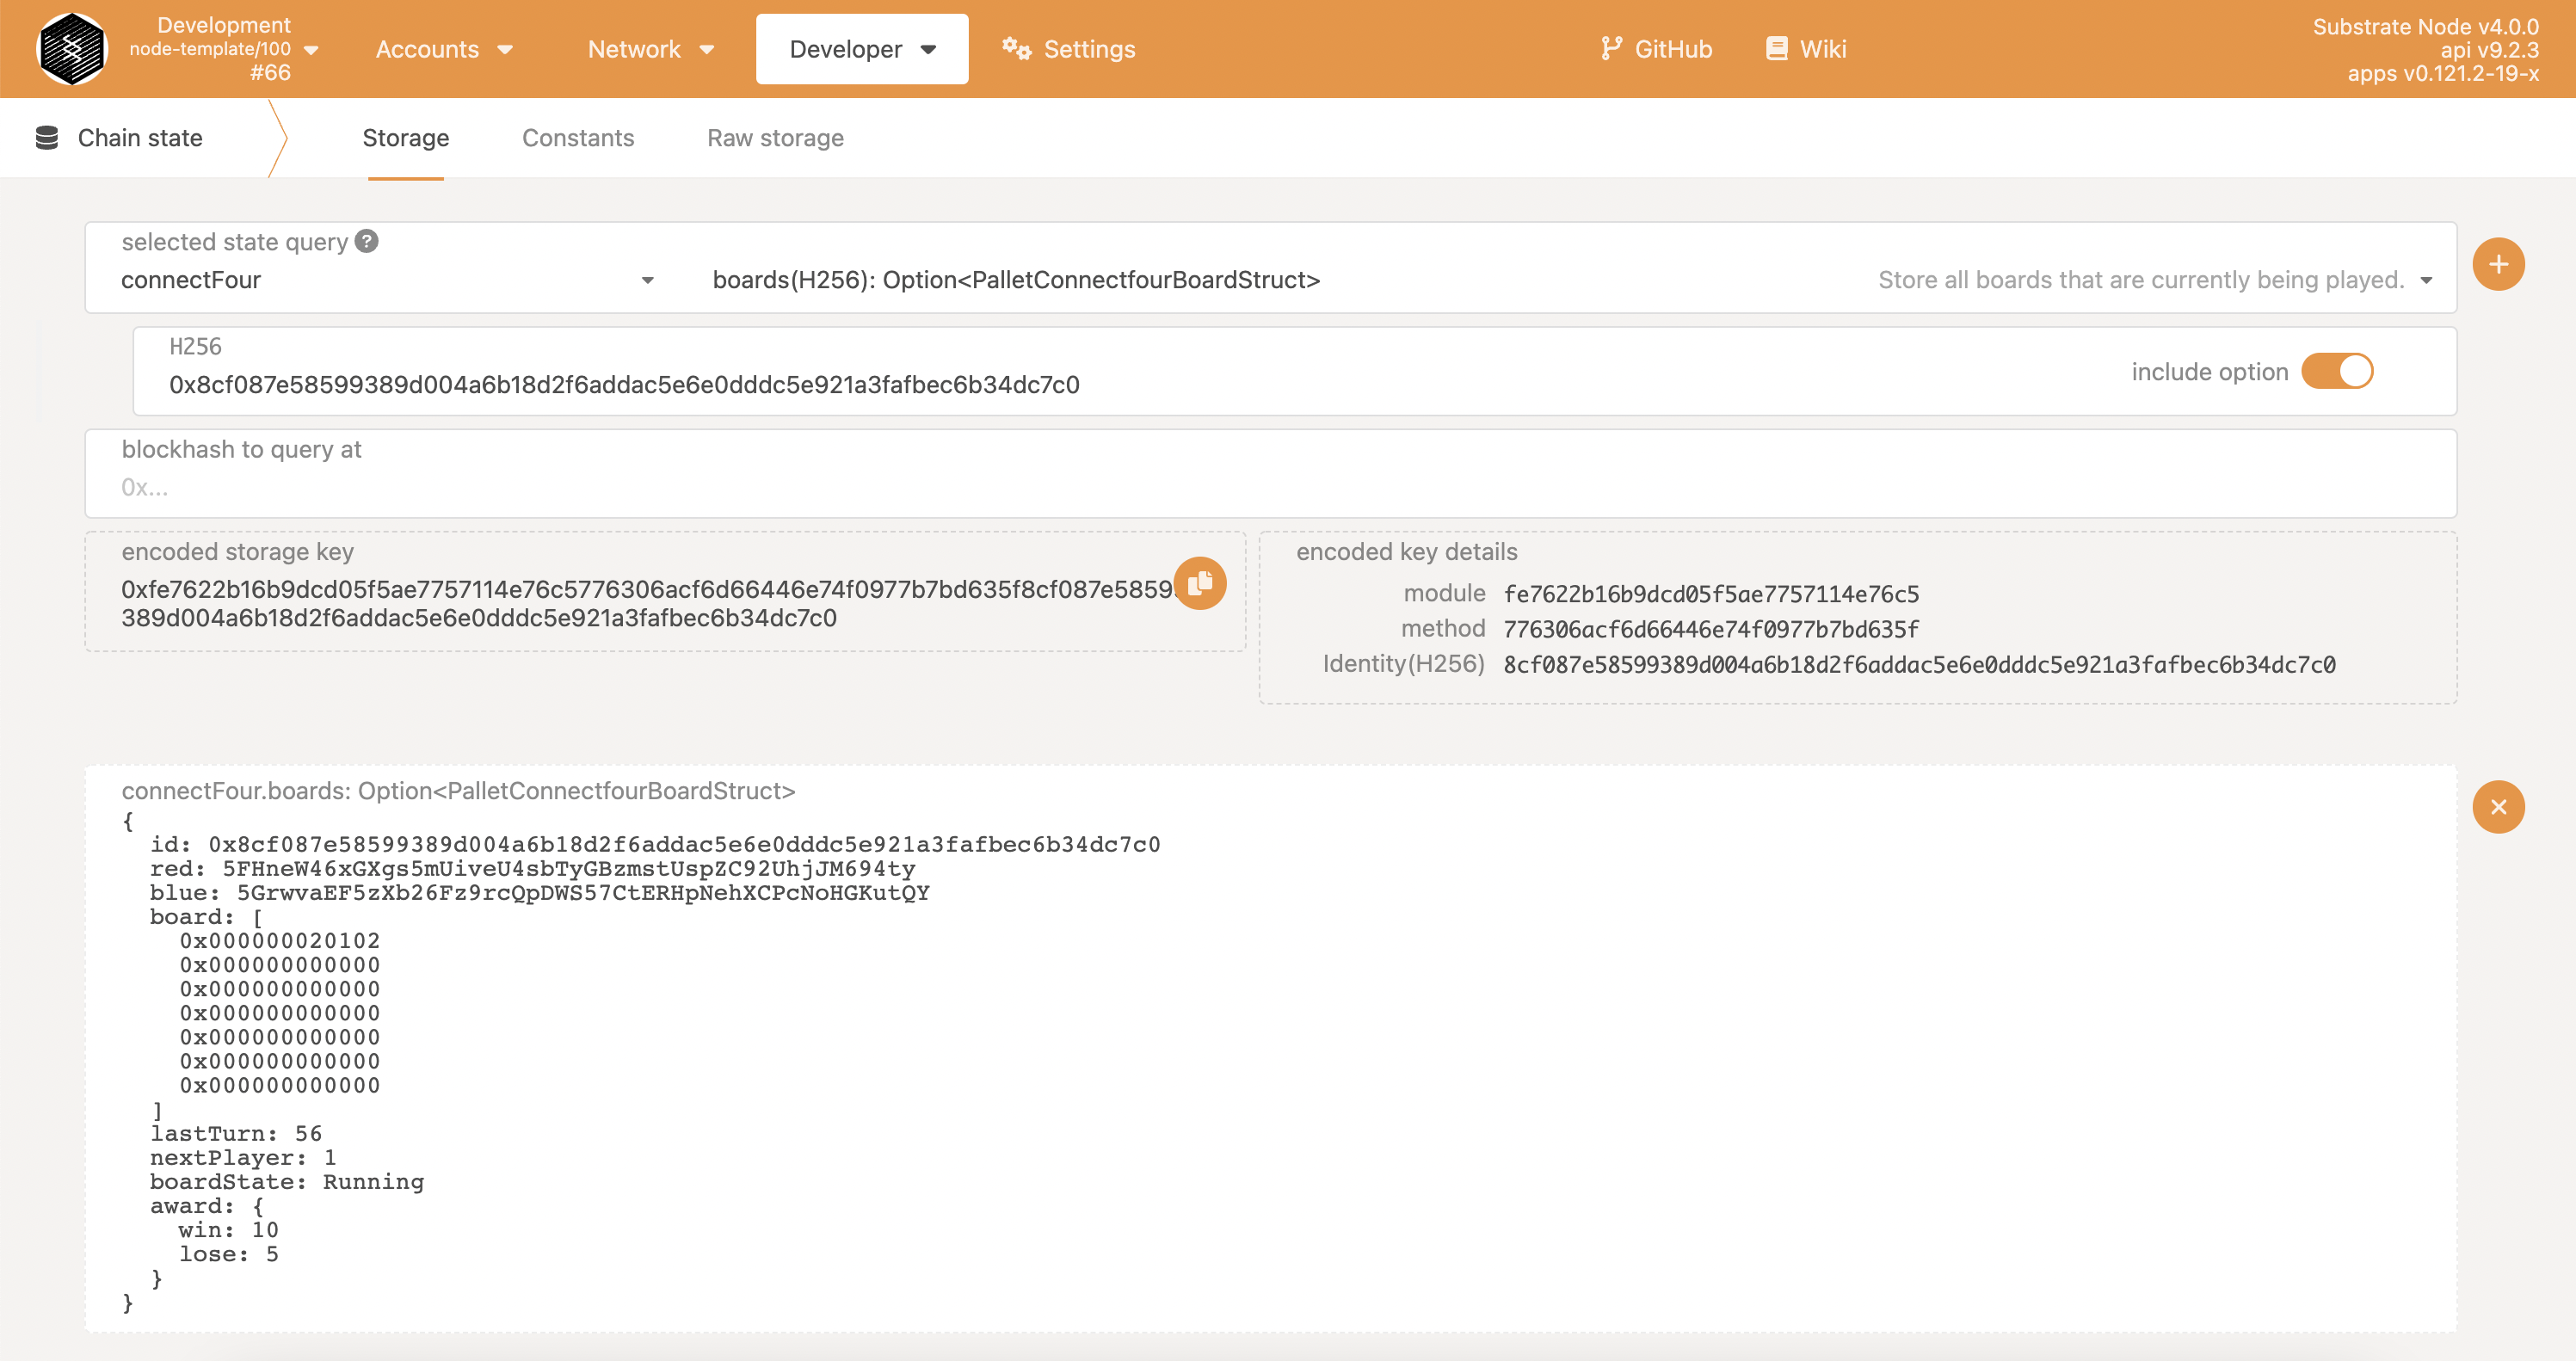 Development
node-template/100
#66
Accounts
Network
Developer
Settings
GitHub
Wiki
Substrate Node v4.0.0
api v9.2.3
apps v0.121.2-19-x
Chain state
Storage
Constants
Raw storage
selected state query ?
connectFour
boards(H256): Option<PalletConnectfourBoardStruct>
Store all boards that are currently being played.
H256
0x8cf087e58599389d004a6b18d2f6addac5e6e0dddc5e921a3fafbec6b34dc7c0
include option
blockhash to query at
0x...
encoded storage key
0xfe7622b16b9dcd05f5ae7757114e76c5776306acf6d66446e74f0977b7bd635f8cf087e5859
389d004a6b18d2f6addac5e6e0dddc5e921a3fafbec6b34dc7c0
encoded key details
module fe7622b16b9dcd05f5ae7757114e76c5
method 776306acf6d66446e74f0977b7bd635f
Identity(H256) 8cf087e58599389d004a6b18d2f6addac5e6e0dddc5e921a3fafbec6b34dc7c0
connectFour.boards: Option<PalletConnectfourBoardStruct>
{
id: 0x8cf087e58599389d004a6b18d2f6addac5e6e0dddc5e921a3fafbec6b34dc7c0
red: 5FHneW46xGXgs5mUiveU4sbTyGBzmstUspZC92UhjJM694ty
blue: 5GrwvaEF5zXb26Fz9rcQpDWS57CtERHpNehXCPcNoHGKutQY
board: [
0x000000020102
0x000000000000
0x000000000000
0x000000000000
0x000000000000
0x000000000000
0x000000000000
]
lastTurn: 56
nextPlayer: 1
boardState: Running
award: {
win: 10
lose: 5
}
}